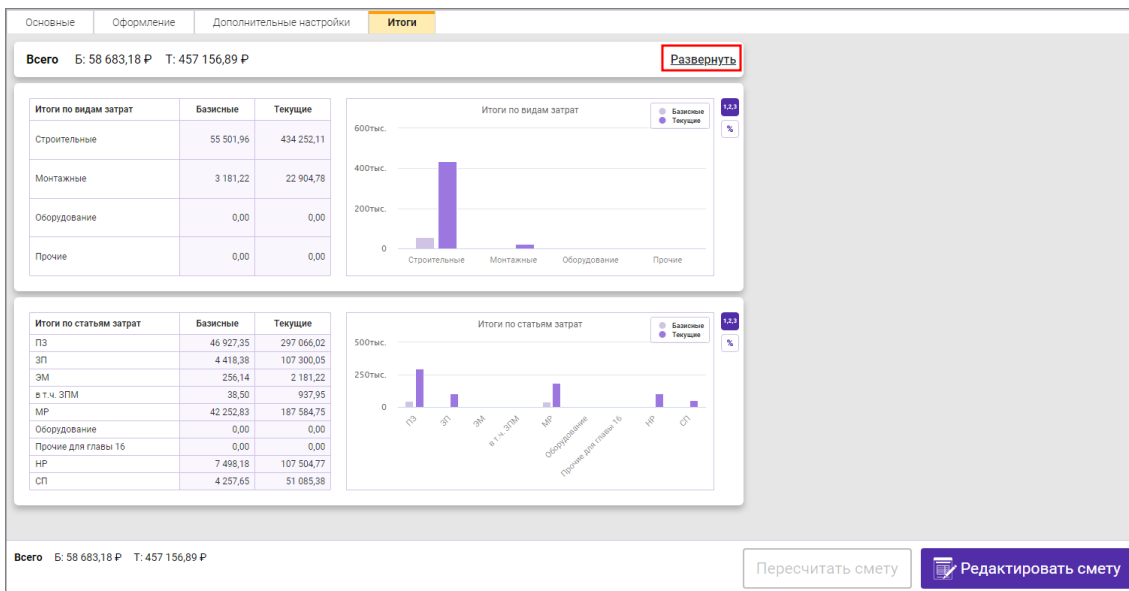 Основные Оформление Дополнительные настройки Итоги
Всего Б: 58 683,18 ₽ Т: 457 156,89 ₽ Развернуть
Итоги по видам затрат Базисные Текущие
Строительные 55 501,96 434 252,11
Монтажные 3 181,22 22 904,78
Оборудование 0,00 0,00
Прочие 0,00 0,00
Итоги по видам затрат
Базисные
Текущие
1,2,3
%
600тыс.
400тыс.
200тыс.
0
Строительные Монтажные Оборудование Прочие
Итоги по статьям затрат Базисные Текущие
ПЗ 46 927,35 297 066,02
ЗП 4 418,38 107 300,05
ЭМ 256,14 2 181,22
в т.ч. ЗПМ 38,50 937,95
МР 42 252,83 187 584,75
Оборудование 0,00 0,00
Прочие для главы 16 0,00 0,00
НР 7 498,18 107 504,77
СП 4 257,65 51 085,38
Итоги по статьям затрат
Базисные
Текущие
1,2,3
%
500тыс.
250тыс.
0
ПЗ ЗП ЭМ в т.ч. ЗПМ МР Оборудование Прочие для главы 16 НР СП
Всего Б: 58 683,18 ₽ Т: 457 156,89 ₽
Пересчитать смету Редактировать смету